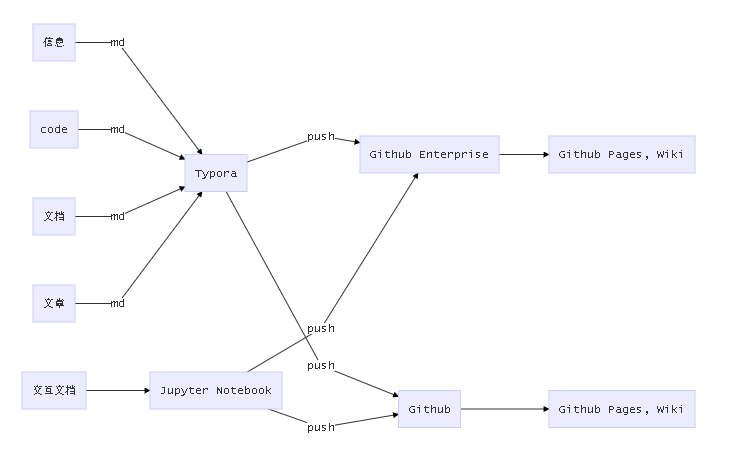 信息
md
code
md
Typora
push
Github Enterprise
Github Pages, Wiki
文档
md
文章
md
push
push
交互文档
Jupyter Notebook
push
Github
Github Pages, Wiki